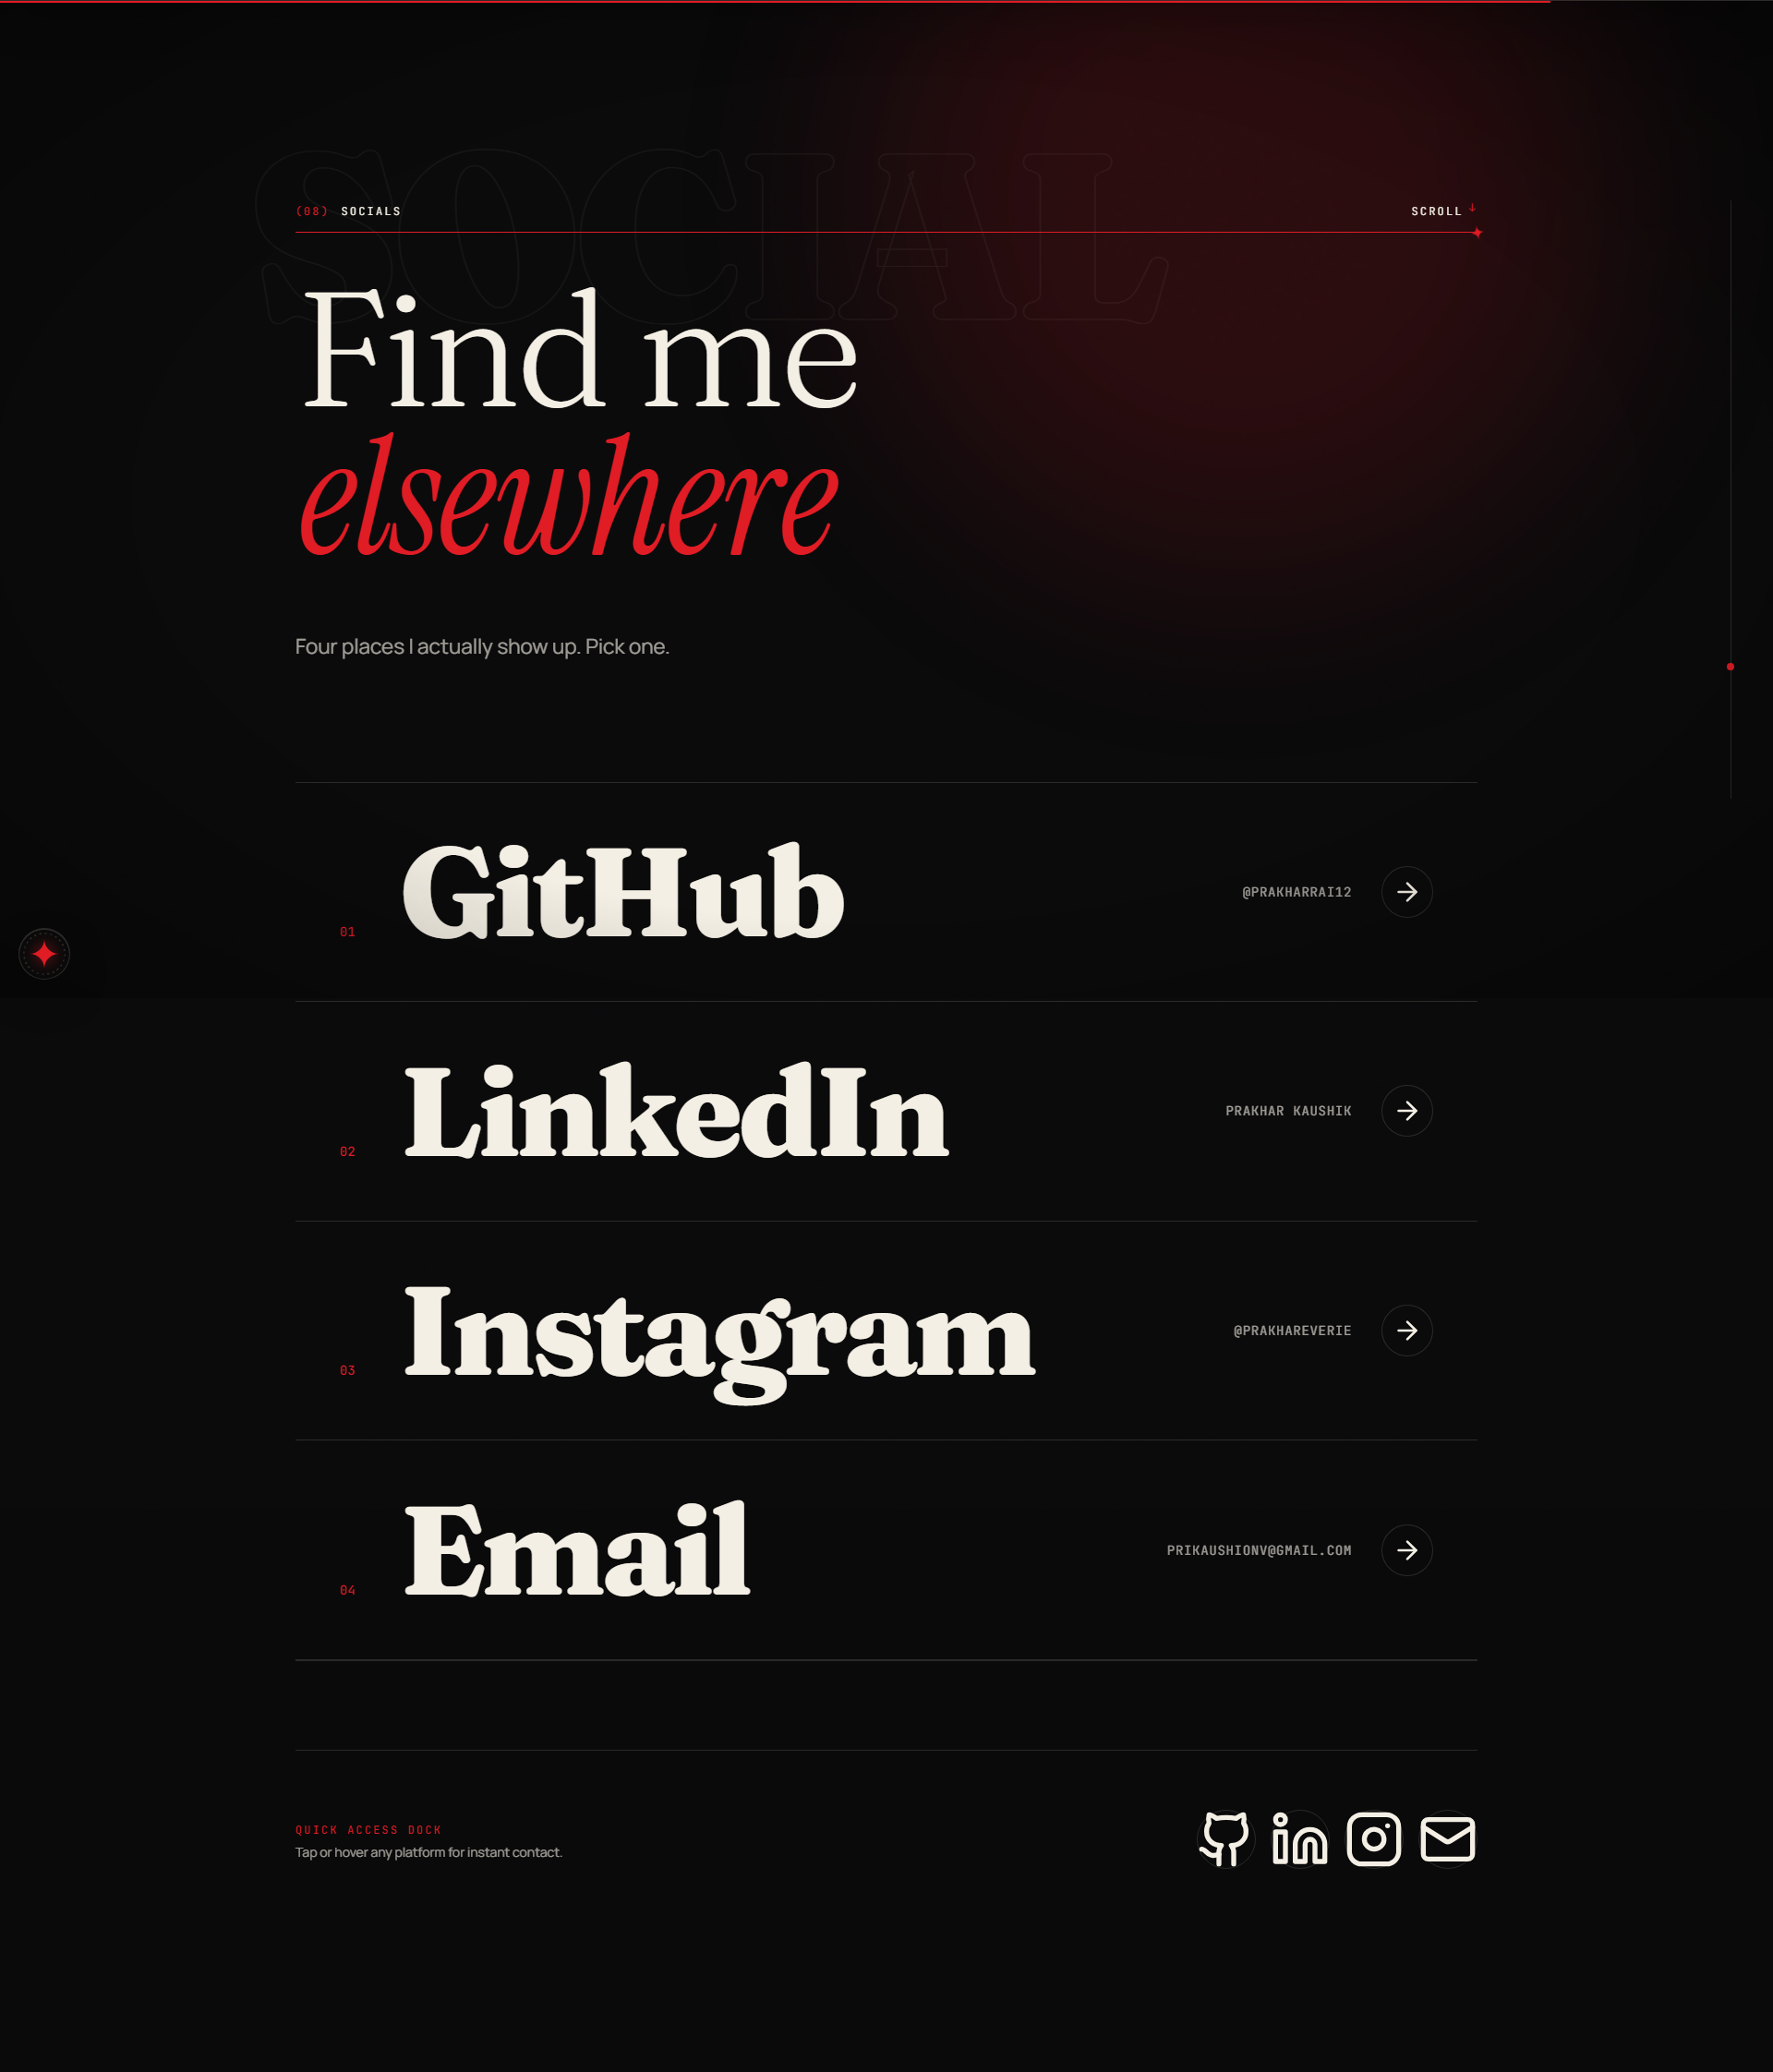 SOCIAL
(08) SOCIALS
SCROLL ↓
Find me
elsewhere
Four places I actually show up. Pick one.
01 GitHub @PRAKHARRAI12
02 LinkedIn PRAKHAR KAUSHIK
03 Instagram @PRAKHAREVERIE
04 Email PRIKAUSHIONV@GMAIL.COM
QUICK ACCESS DOCK
Tap or hover any platform for instant contact.